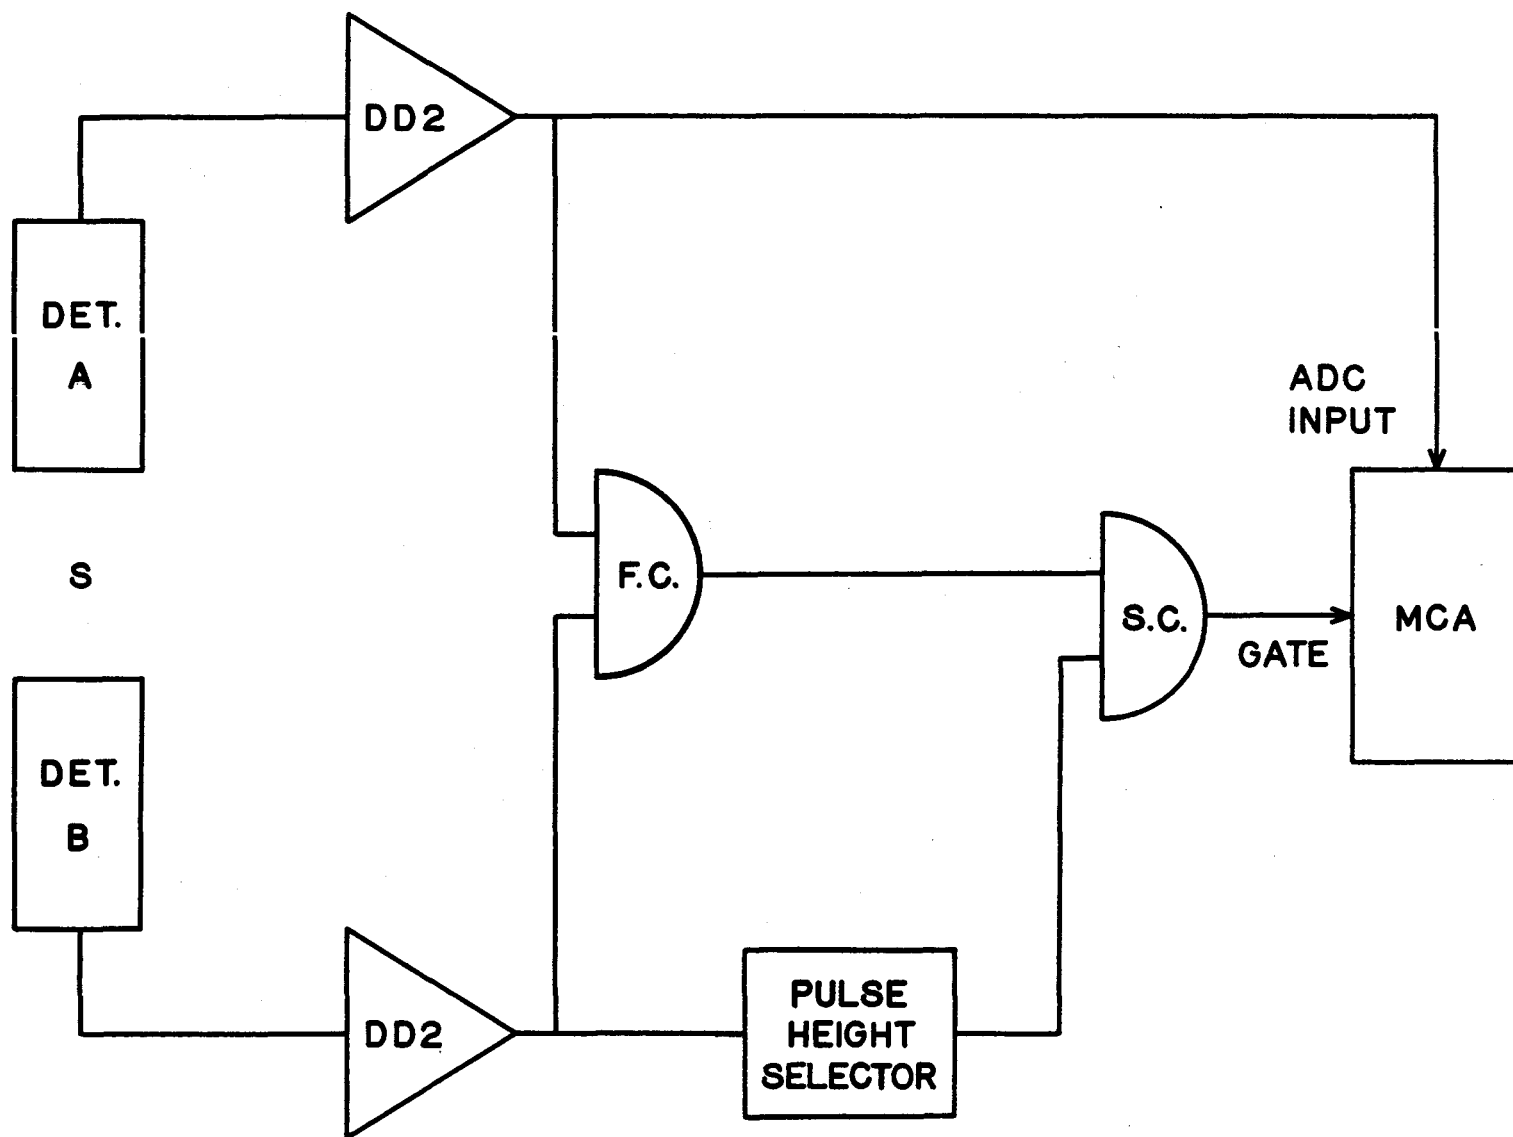 DD2
DET.
A
ADC
INPUT
S
F.C.
S.C.
GATE
MCA
DET.
B
DD2
PULSE
HEIGHT
SELECTOR